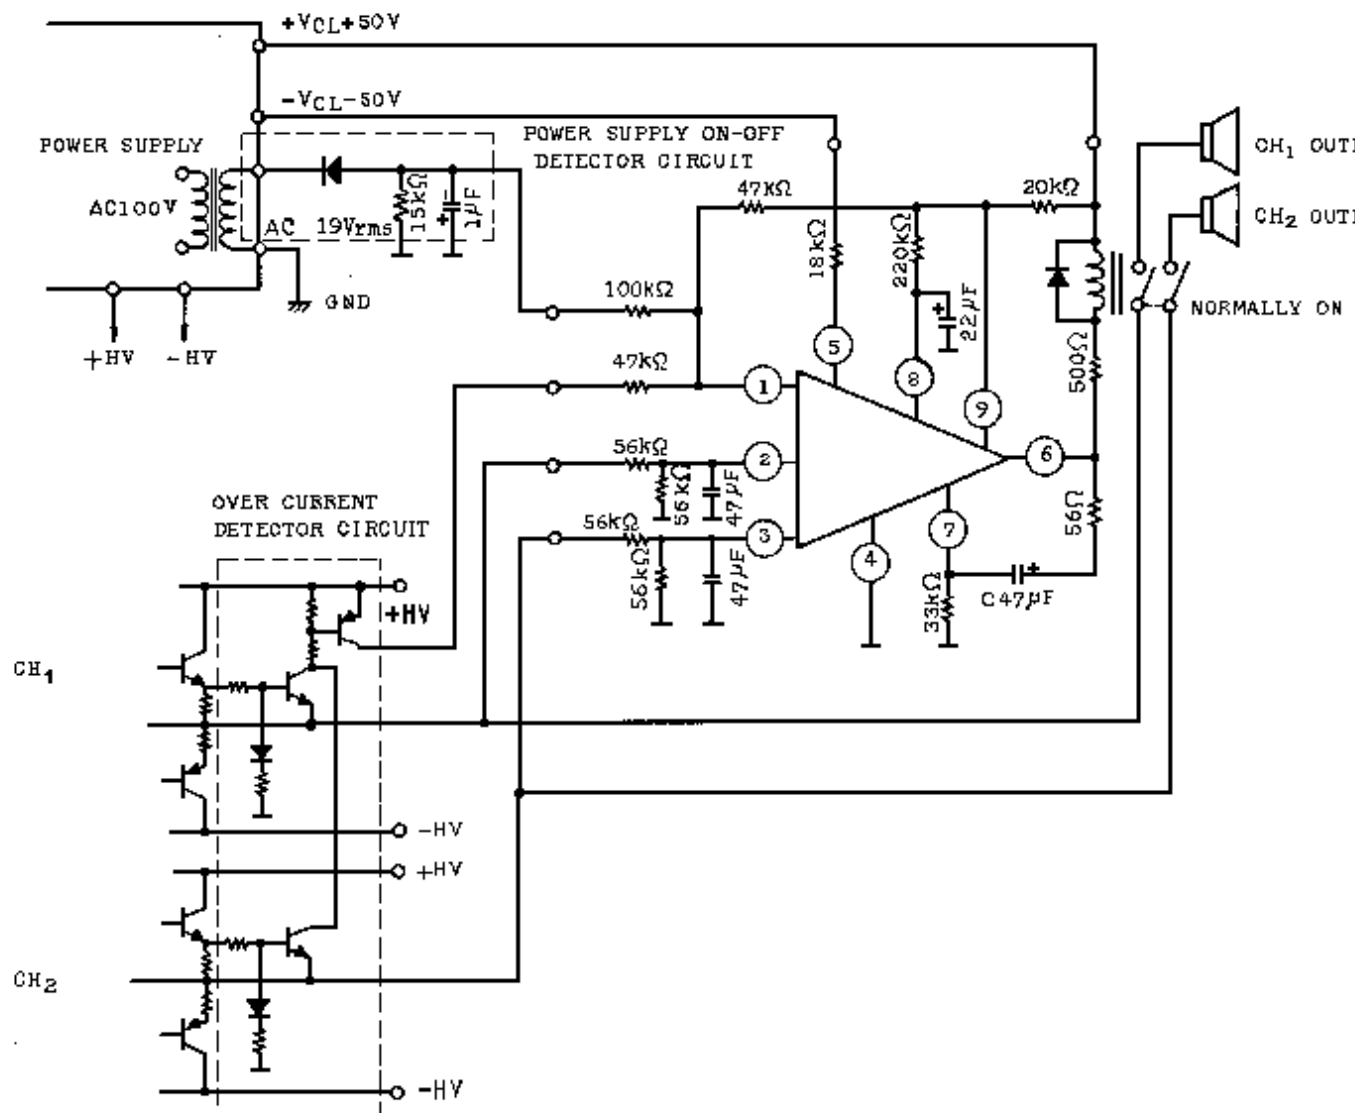 +VCL+50V
-VCL-50V
POWER SUPPLY ON-OFF
DETECTOR CIRCUIT
POWER SUPPLY
AC100V
AC 19Vrms
15kΩ
+
1μF
GND
+HV
-HV
47kΩ
20kΩ
CH1 OUT
CH2 OUT
NORMALLY ON
18kΩ
220kΩ
+
22μF
100kΩ
47kΩ
500Ω
5
8
9
1
2
3
4
6
7
56kΩ
56kΩ
47μF
56kΩ
56kΩ
47μF
56Ω
33kΩ
C47μF
+
OVER CURRENT
DETECTOR CIRCUIT
+HV
CH1
-HV
+HV
CH2
-HV